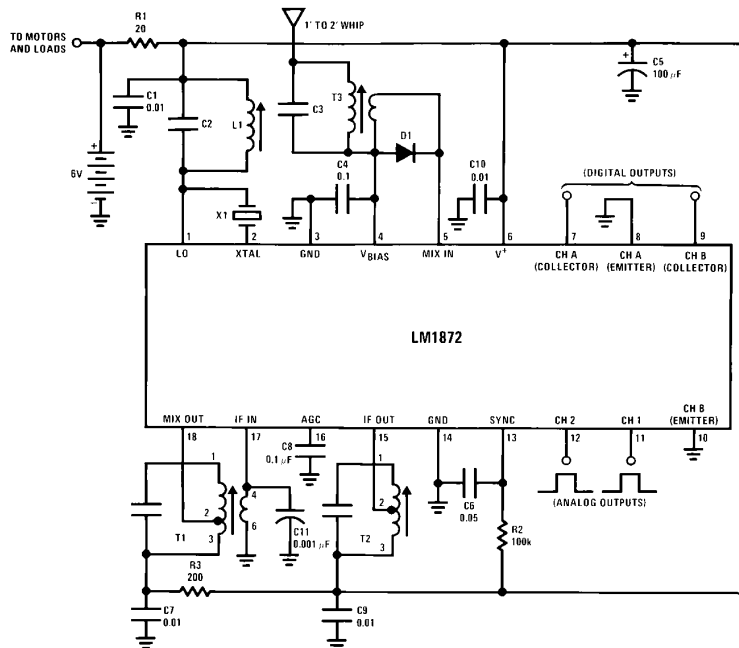 TO MOTORS
AND LOADS
R1
20
1' TO 2' WHIP
+
C5
100 μF
C1
0.01
C2
L1
C3
T3
D1
+
6V
-
C4
0.1
C10
0.01
(DIGITAL OUTPUTS)
X1
1
2
3
4
5
6
7
8
9
LO
XTAL
GND
VBIAS
MIX IN
V+
CH A
(COLLECTOR)
CH A
(EMITTER)
CH B
(COLLECTOR)
LM1872
MIX OUT
IF IN
AGC
IF OUT
GND
SYNC
CH 2
CH 1
CH B
(EMITTER)
18
17
16
15
14
13
12
11
10
C8
0.1 μF
1
2
3
4
6
T1
C11
0.001 μF
1
2
3
T2
C6
0.05
R2
100k
(ANALOG OUTPUTS)
R3
200
C7
0.01
C9
0.01